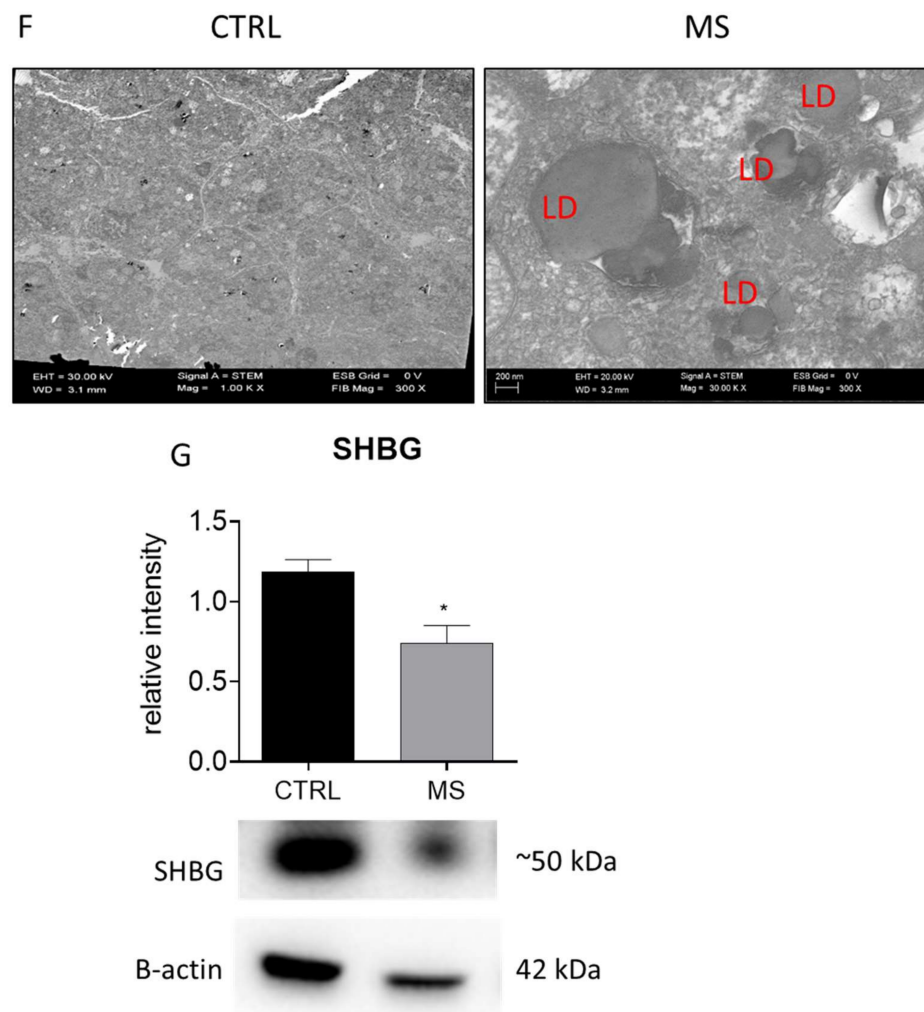 F CTRL MS
LD
LD
LD
LD
EHT = 30.00 kV Signal A = STEM ESB Grid = 0 V
WD = 3.1 mm Mag = 1.00 K X FIB Mag = 300 X
200 nm EHT = 20.00 kV Signal A = STEM ESB Grid = 0 V
WD = 3.2 mm Mag = 30.00 K X FIB Mag = 300 X
G SHBG
relative intensity
1.5
1.0
0.5
0.0
*
CTRL MS
SHBG ~50 kDa
B-actin 42 kDa